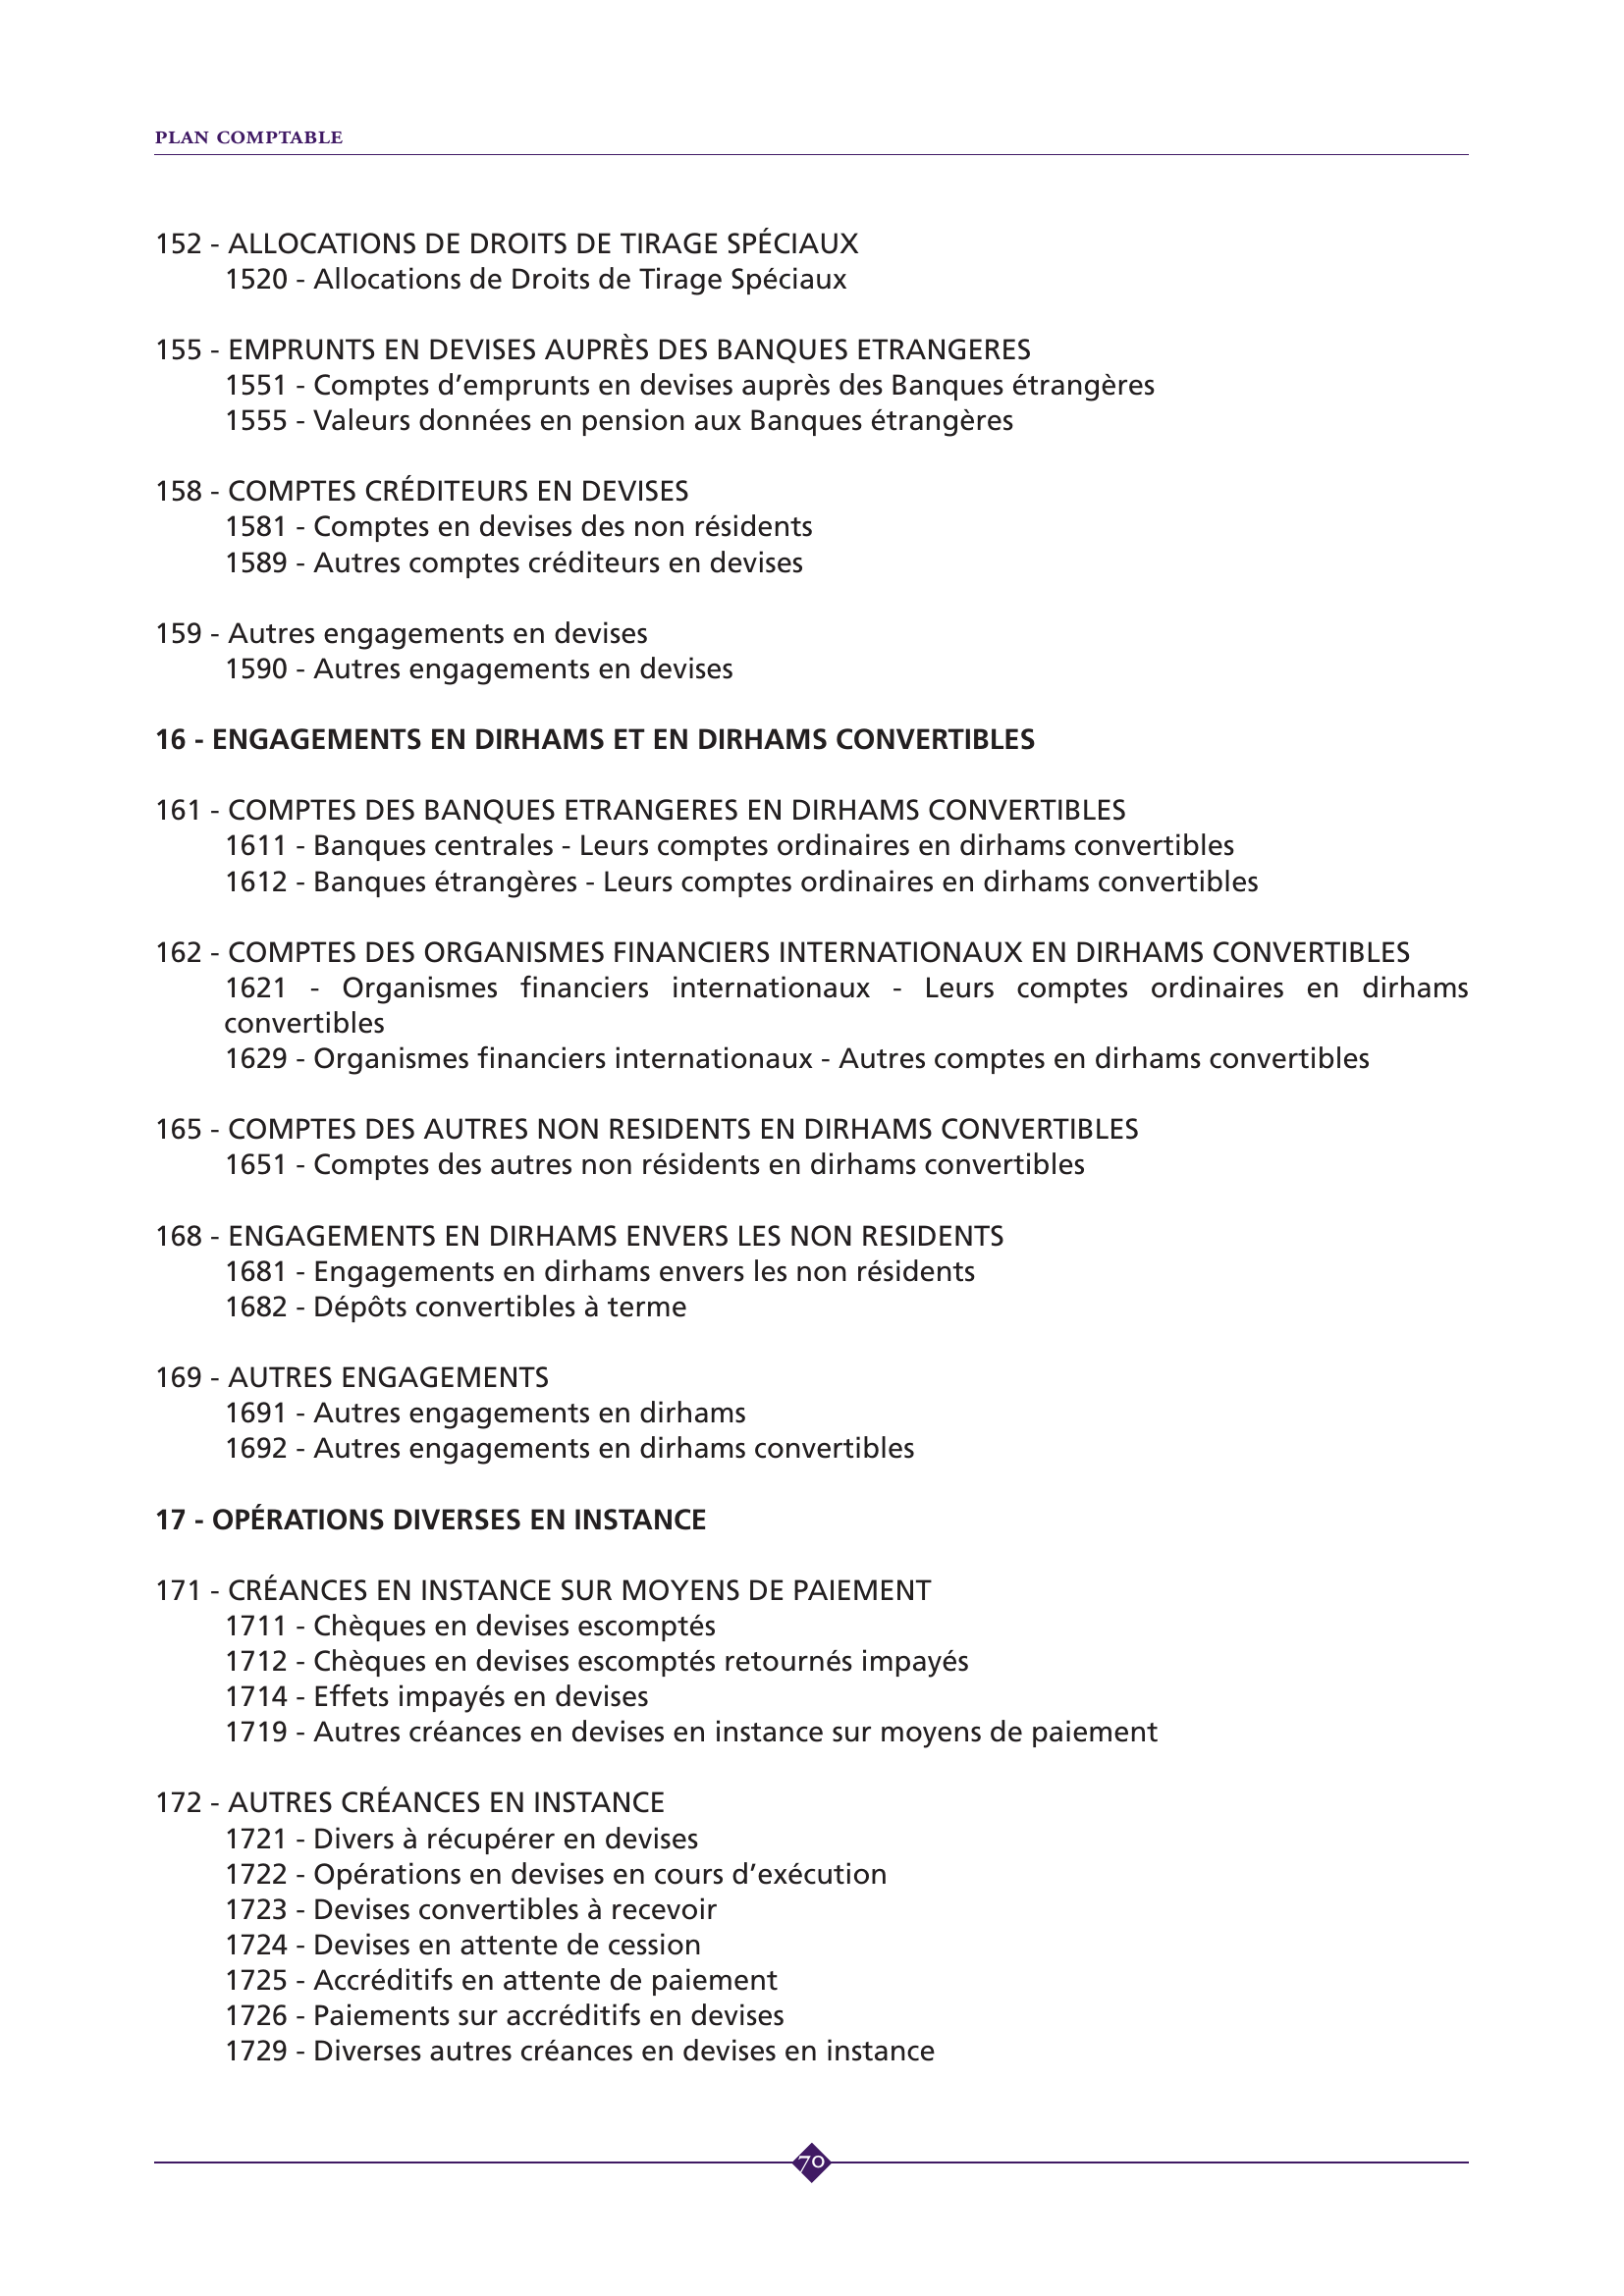 PLAN COMPTABLE
152 - ALLOCATIONS DE DROITS DE TIRAGE SPÉCIAUX
1520 - Allocations de Droits de Tirage Spéciaux
155 - EMPRUNTS EN DEVISES AUPRÈS DES BANQUES ETRANGERES
1551 - Comptes d’emprunts en devises auprès des Banques étrangères
1555 - Valeurs données en pension aux Banques étrangères
158 - COMPTES CRÉDITEURS EN DEVISES
1581 - Comptes en devises des non résidents
1589 - Autres comptes créditeurs en devises
159 - Autres engagements en devises
1590 - Autres engagements en devises
16 - ENGAGEMENTS EN DIRHAMS ET EN DIRHAMS CONVERTIBLES
161 - COMPTES DES BANQUES ETRANGERES EN DIRHAMS CONVERTIBLES
1611 - Banques centrales - Leurs comptes ordinaires en dirhams convertibles
1612 - Banques étrangères - Leurs comptes ordinaires en dirhams convertibles
162 - COMPTES DES ORGANISMES FINANCIERS INTERNATIONAUX EN DIRHAMS CONVERTIBLES
1621 - Organismes financiers internationaux - Leurs comptes ordinaires en dirhams
convertibles
1629 - Organismes financiers internationaux - Autres comptes en dirhams convertibles
165 - COMPTES DES AUTRES NON RESIDENTS EN DIRHAMS CONVERTIBLES
1651 - Comptes des autres non résidents en dirhams convertibles
168 - ENGAGEMENTS EN DIRHAMS ENVERS LES NON RESIDENTS
1681 - Engagements en dirhams envers les non résidents
1682 - Dépôts convertibles à terme
169 - AUTRES ENGAGEMENTS
1691 - Autres engagements en dirhams
1692 - Autres engagements en dirhams convertibles
17 - OPÉRATIONS DIVERSES EN INSTANCE
171 - CRÉANCES EN INSTANCE SUR MOYENS DE PAIEMENT
1711 - Chèques en devises escomptés
1712 - Chèques en devises escomptés retournés impayés
1714 - Effets impayés en devises
1719 - Autres créances en devises en instance sur moyens de paiement
172 - AUTRES CRÉANCES EN INSTANCE
1721 - Divers à récupérer en devises
1722 - Opérations en devises en cours d’exécution
1723 - Devises convertibles à recevoir
1724 - Devises en attente de cession
1725 - Accréditifs en attente de paiement
1726 - Paiements sur accréditifs en devises
1729 - Diverses autres créances en devises en instance
70